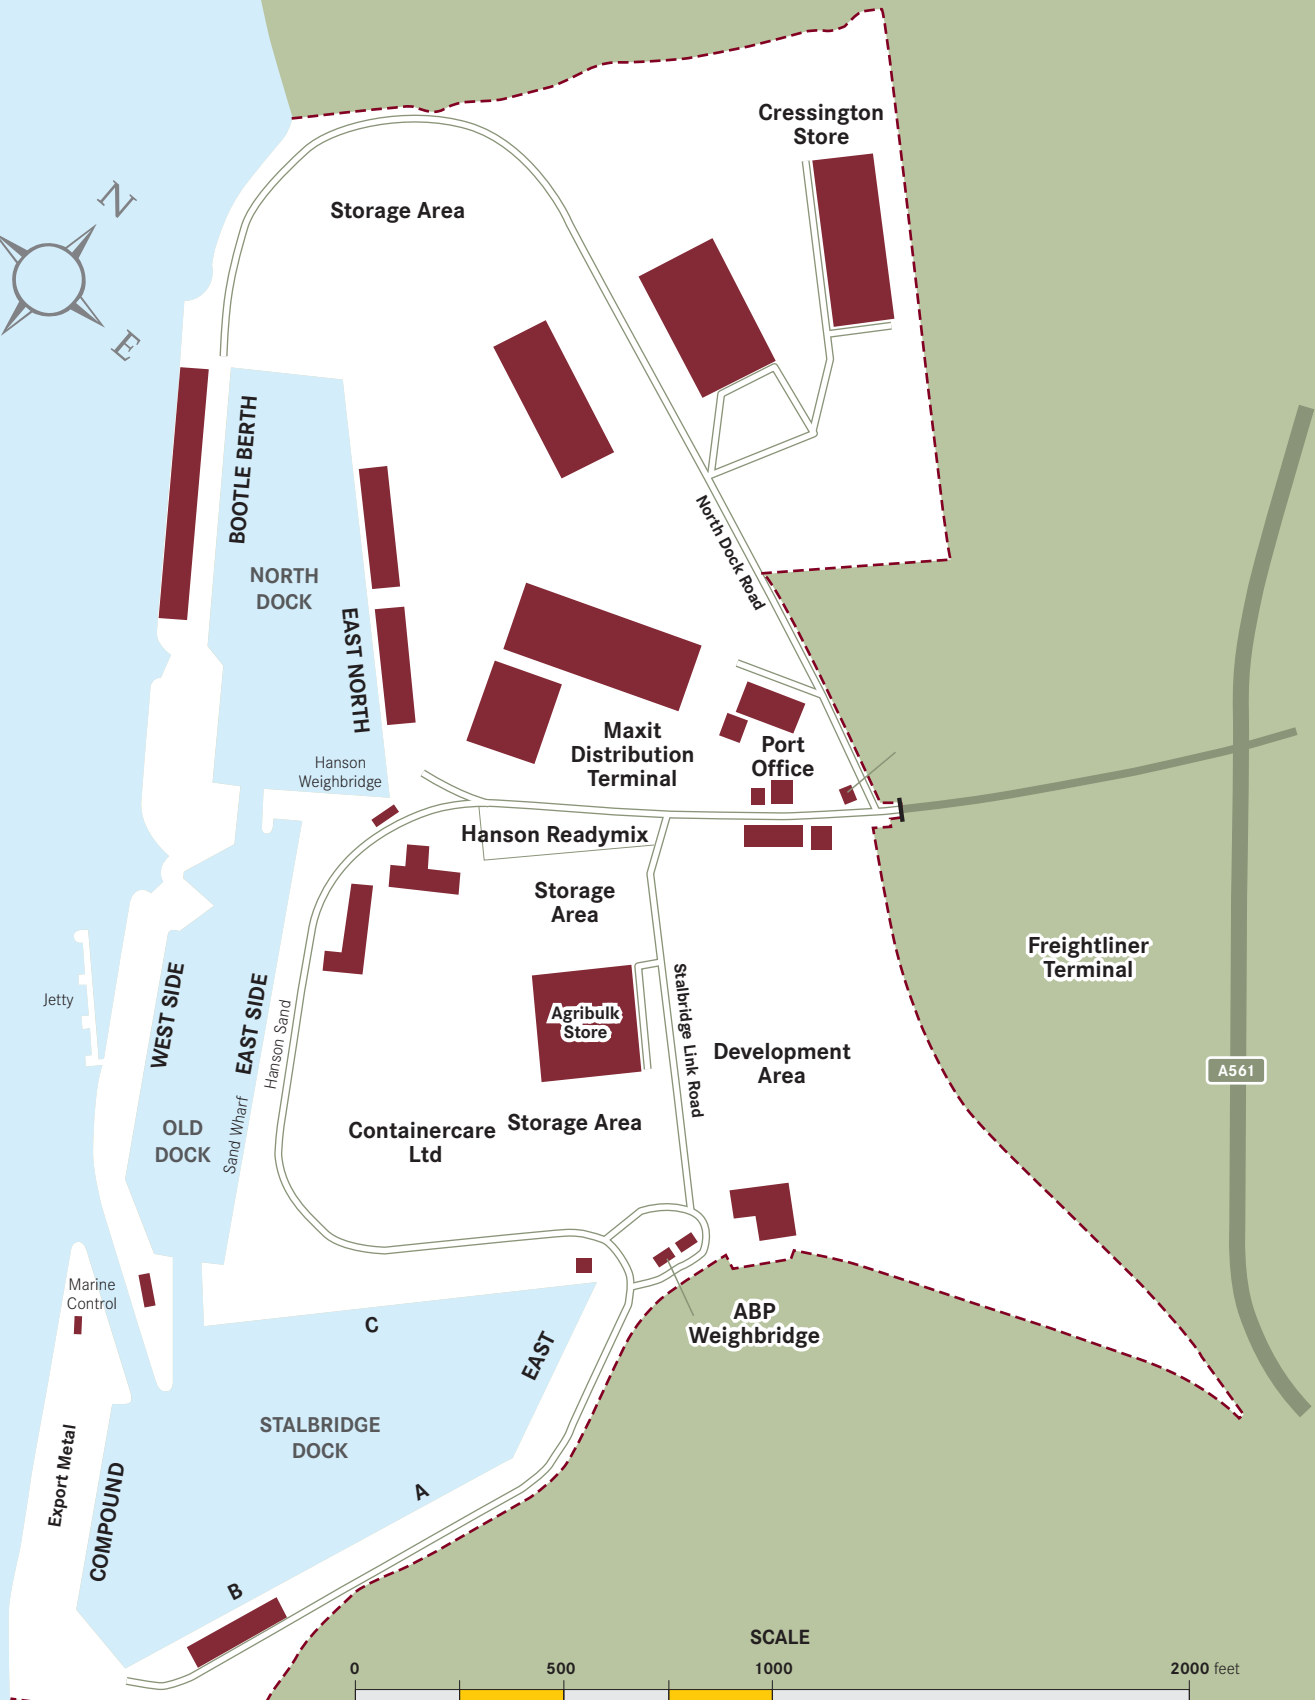 Cressington
Store
N
Storage Area
E
BOOTLE BERTH
NORTH
DOCK
North Dock Road
EAST NORTH
Maxit
Distribution
Terminal
Port
Office
Hanson
Weighbridge
Hanson Readymix
Storage
Area
Freightliner
Terminal
Jetty
WEST SIDE
EAST SIDE
Hanson Sand
Agribulk
Store
Stalbridge Link Road
Development
Area
A561
OLD
DOCK
Sand Wharf
Containercare
Ltd
Storage Area
Marine
Control
C
EAST
ABP
Weighbridge
STALBRIDGE
DOCK
Export Metal
COMPOUND
A
B
SCALE
0 500 1000 2000 feet